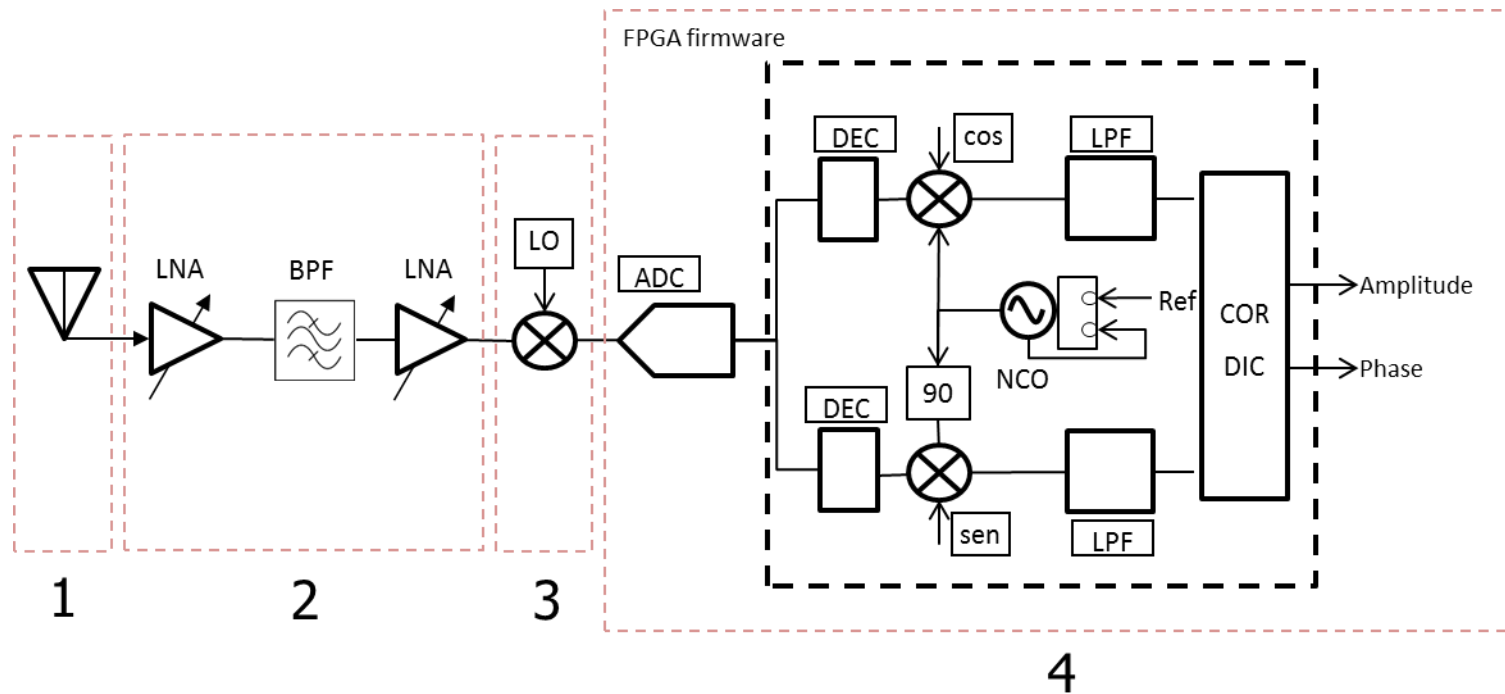 FPGA firmware
DEC
cos
LPF
LNA
BPF
LNA
LO
ADC
Ref
COR
DIC
Amplitude
Phase
NCO
90
DEC
sen
LPF
1
2
3
4